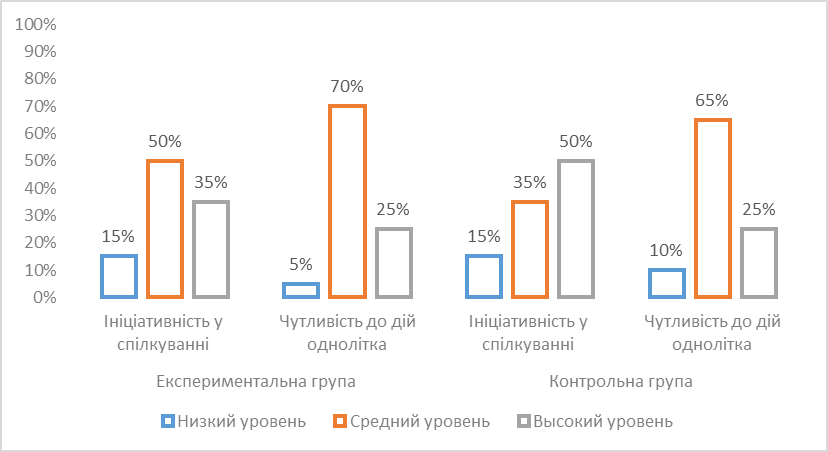 100%
90%
80%
70%
60%
50%
40%
30%
20%
10%
0%
15%
50%
35%
5%
70%
25%
15%
35%
50%
10%
65%
25%
Ініціативність у
спілкуванні
Чутливість до дій
однолітка
Ініціативність у
спілкуванні
Чутливість до дій
однолітка
Експериментальна група
Контрольна група
Низкий уровень
Средний уровень
Высокий уровень